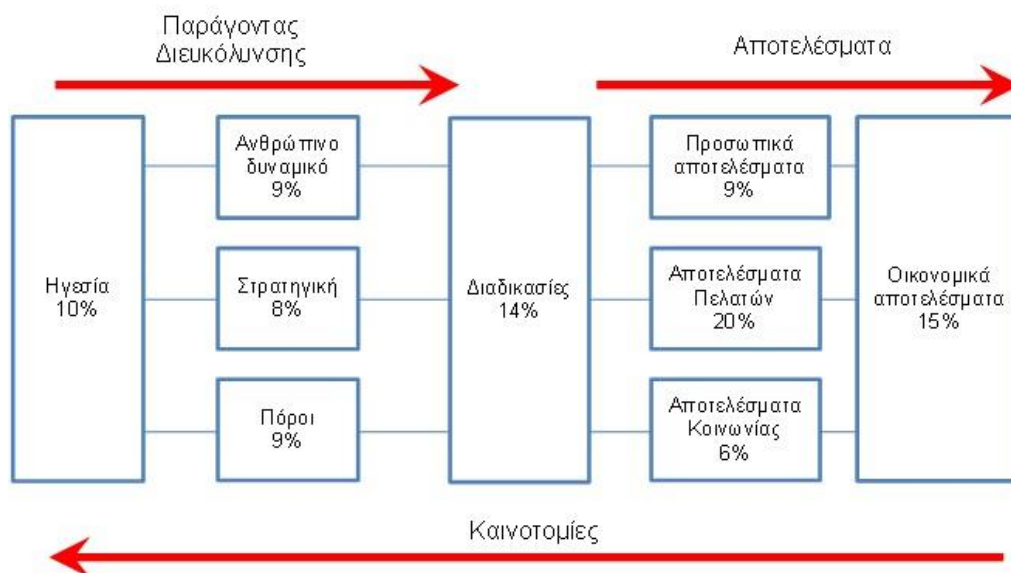 Παράγοντας
Διευκόλυνσης
Αποτελέσματα
Ηγεσία
10%
Ανθρώπινο
δυναμικό
9%
Στρατηγική
8%
Πόροι
9%
Διαδικασίες
14%
Προσωπικά
αποτελέσματα
9%
Αποτελέσματα
Πελατών
20%
Αποτελέσματα
Κοινωνίας
6%
Οικονομικά
αποτελέσματα
15%
Καινοτομίες